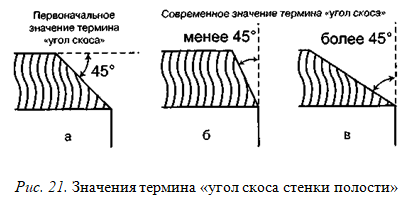 Первоначальное
значение термина
«угол скоса»
Современное значение термина «угол скоса»
менее 45°
более 45°
45°
а
б
в
Рис. 21. Значения термина «угол скоса стенки полости»